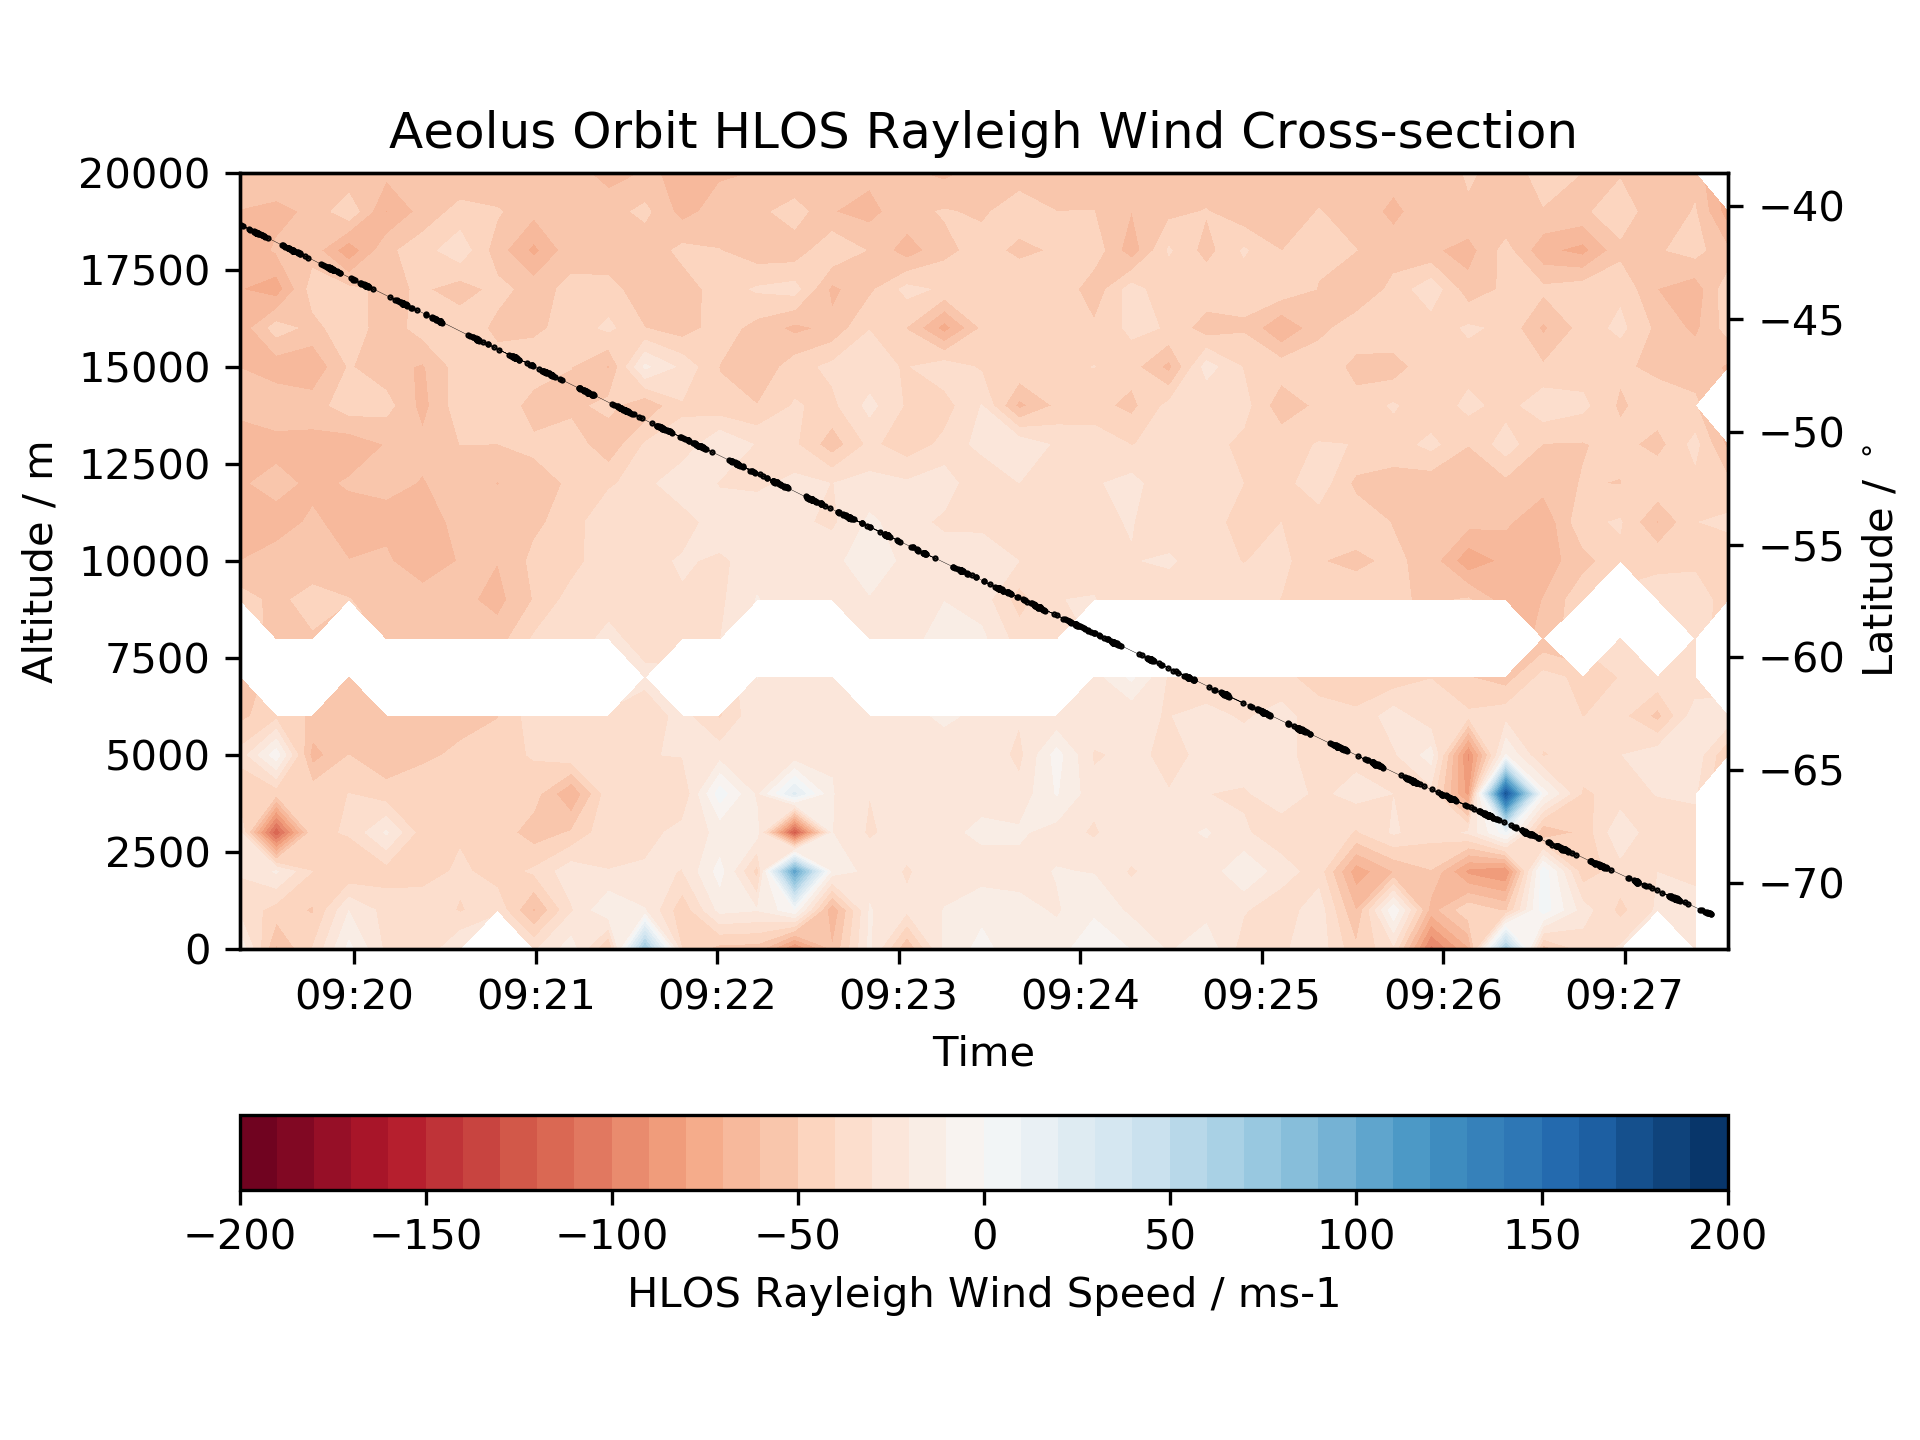 Aeolus Orbit HLOS Rayleigh Wind Cross-section
20000
17500
15000
12500
10000
7500
5000
2500
0
Altitude / m
−40
−45
−50
−55
−60
−65
−70
Latitude / °
09:20 09:21 09:22 09:23 09:24 09:25 09:26 09:27
Time
−200 −150 −100 −50 0 50 100 150 200
HLOS Rayleigh Wind Speed / ms-1